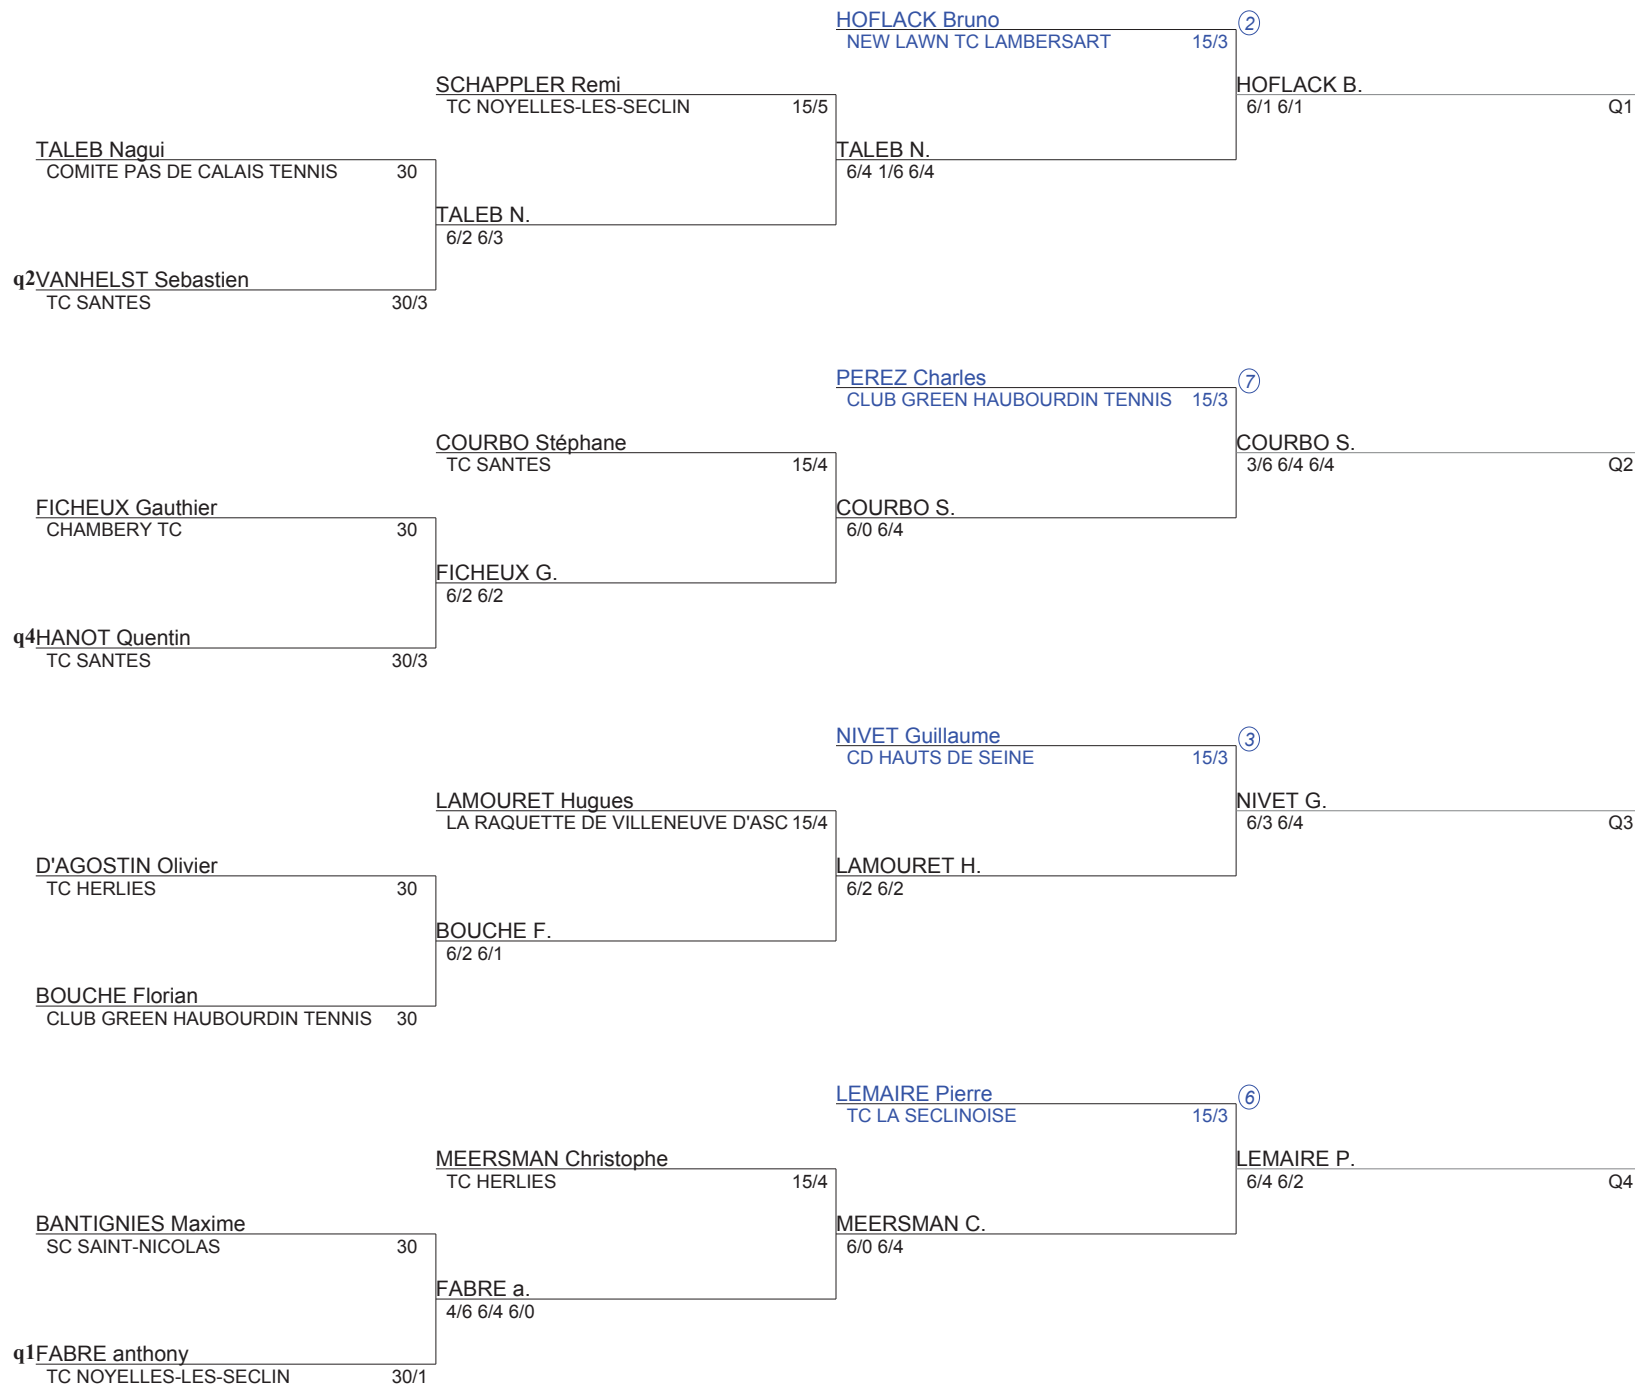 HOFLACK Bruno 2
NEW LAWN TC LAMBERSART 15/3
SCHAPPLER Remi HOFLACK B.
TC NOYELLES-LES-SECLIN 15/5 6/1 6/1 Q1
TALEB Nagui TALEB N.
COMITE PAS DE CALAIS TENNIS 30 6/4 1/6 6/4
TALEB N.
6/2 6/3
q2 VANHELST Sebastien
TC SANTES 30/3
PEREZ Charles 7
CLUB GREEN HAUBOURDIN TENNIS 15/3
COURBO Stéphane COURBO S.
TC SANTES 15/4 3/6 6/4 6/4 Q2
FICHEUX Gauthier COURBO S.
CHAMBERY TC 30 6/0 6/4
FICHEUX G.
6/2 6/2
q4 HANOT Quentin
TC SANTES 30/3
NIVET Guillaume 3
CD HAUTS DE SEINE 15/3
LAMOURET Hugues NIVET G.
LA RAQUETTE DE VILLENEUVE D'ASC 15/4 6/3 6/4 Q3
D'AGOSTIN Olivier LAMOURET H.
TC HERLIES 30 6/2 6/2
BOUCHE F.
6/2 6/1
BOUCHE Florian
CLUB GREEN HAUBOURDIN TENNIS 30
LEMAIRE Pierre 6
TC LA SECLINOISE 15/3
MEERSMAN Christophe LEMAIRE P.
TC HERLIES 15/4 6/4 6/2 Q4
BANTIGNIES Maxime MEERSMAN C.
SC SAINT-NICOLAS 30 6/0 6/4
FABRE a.
4/6 6/4 6/0
q1 FABRE anthony
TC NOYELLES-LES-SECLIN 30/1